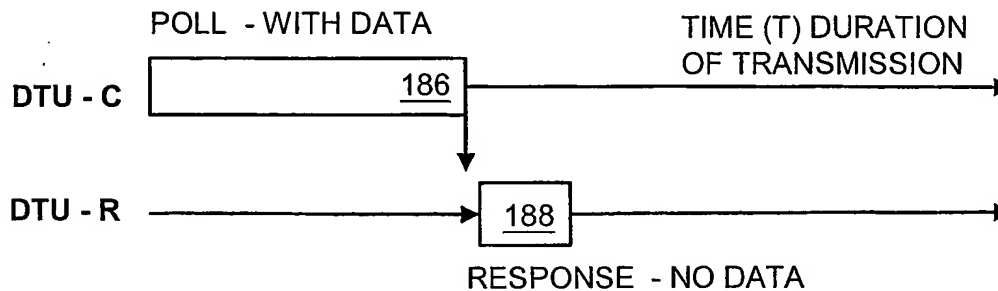 POLL - WITH DATA
TIME (T) DURATION
OF TRANSMISSION
DTU - C
186
DTU - R
188
RESPONSE - NO DATA